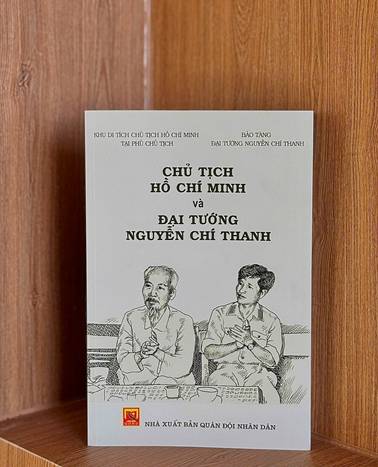 KHU DI TÍCH CHỦ TỊCH HỒ CHÍ MINH
TẠI PHỦ CHỦ TỊCH
BẢO TÀNG
ĐẠI TƯỚNG NGUYỄN CHÍ THANH
CHỦ TỊCH
HỒ CHÍ MINH
và
ĐẠI TƯỚNG
NGUYỄN CHÍ THANH
NHÀ XUẤT BẢN QUÂN ĐỘI NHÂN DÂN